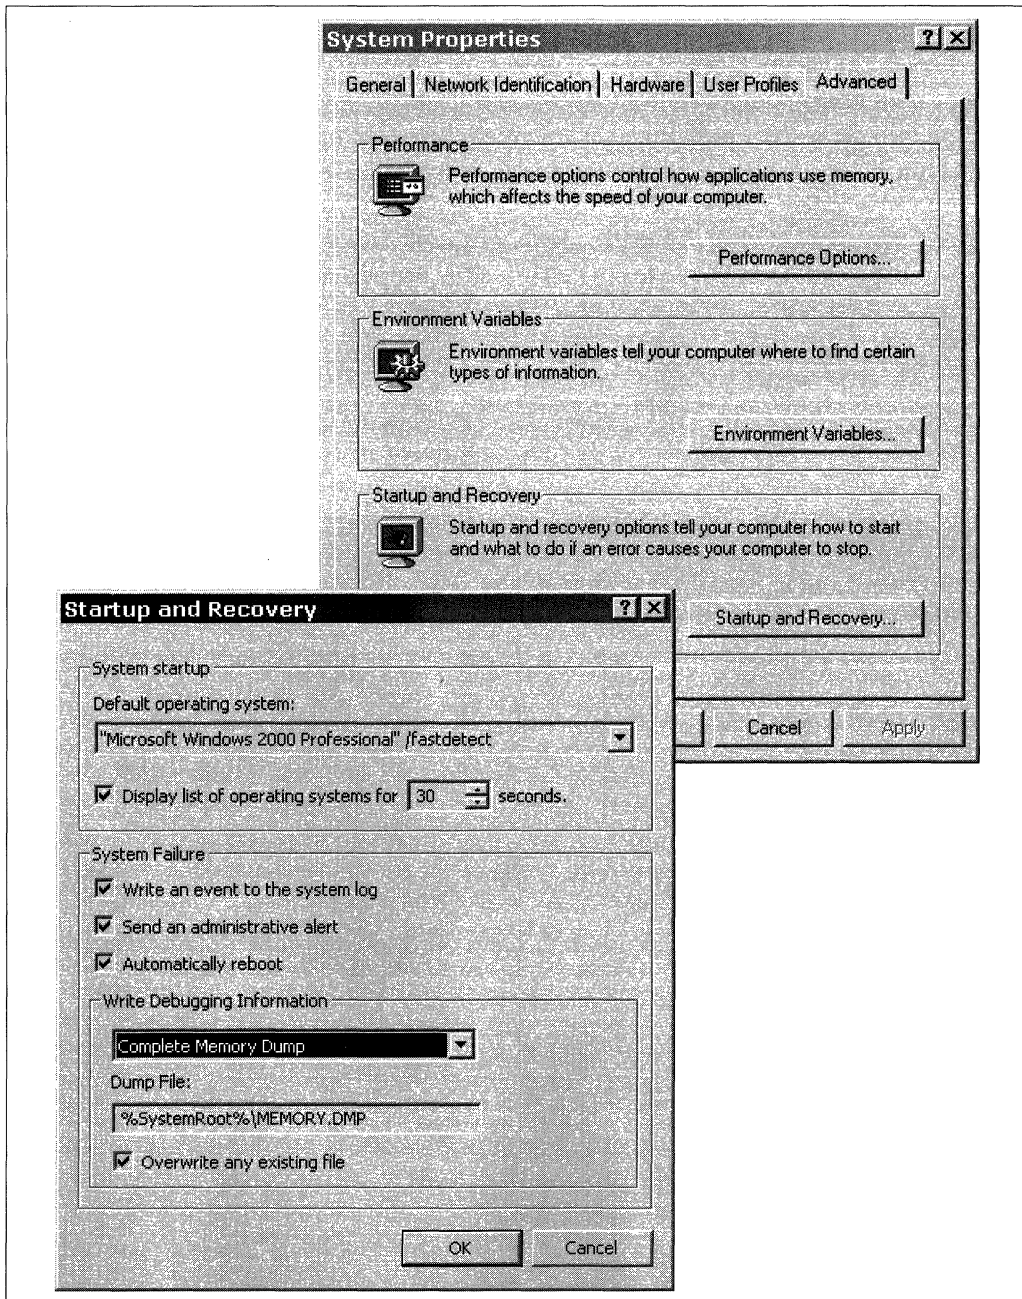 System Properties
General Network Identification Hardware User Profiles Advanced
Performance
Performance options control how applications use memory,
which affects the speed of your computer.
Performance Options...
Environment Variables
Environment variables tell your computer where to find certain
types of information.
Environment Variables...
Startup and Recovery
Startup and recovery options tell your computer how to start
and what to do if an error causes your computer to stop.
Startup and Recovery...
Cancel Apply
Startup and Recovery
System startup
Default operating system:
"Microsoft Windows 2000 Professional" /fastdetect
Display list of operating systems for 30 seconds.
System Failure
Write an event to the system log
Send an administrative alert
Automatically reboot
Write Debugging Information
Complete Memory Dump
Dump File:
%SystemRoot%\MEMORY.DMP
Overwrite any existing file
OK Cancel